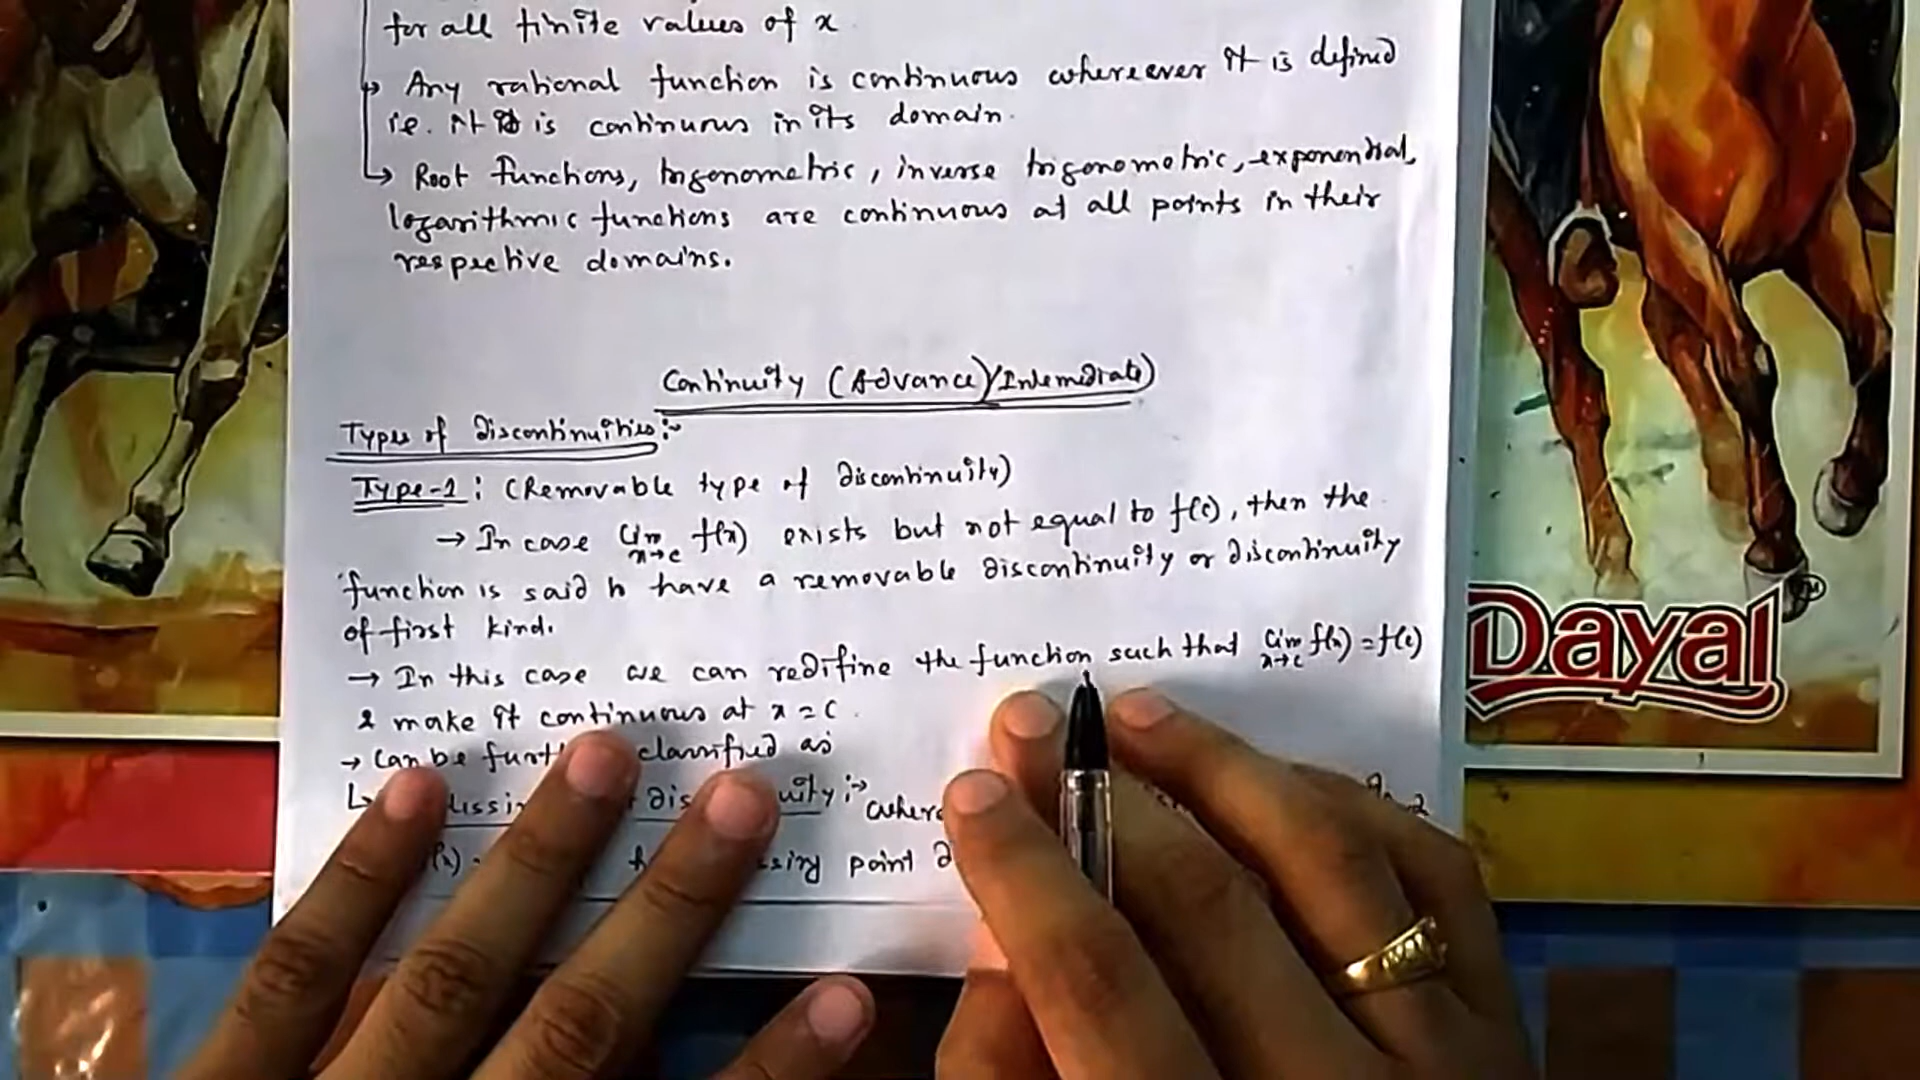 for all finite values of x
→ Any rational function is continuous whereever it is defined
i.e. it is continuous in its domain.
→ Root functions, trigonometric, inverse trigonometric, exponential,
logarithmic functions are continuous at all points in their
respective domains.
Continuity (Advance/Intemediate)
Types of discontinuities:-
Type-1: (Removable type of discontinuity)
→ In case lim x→c f(x) exists but not equal to f(c), then the
function is said to have a removable discontinuity or discontinuity
of first kind.
→ In this case we can redifine the function such that lim x→c f(x) = f(c)
& make it continuous at x = c.
→ Can be classified as
:- where
point
Dayal